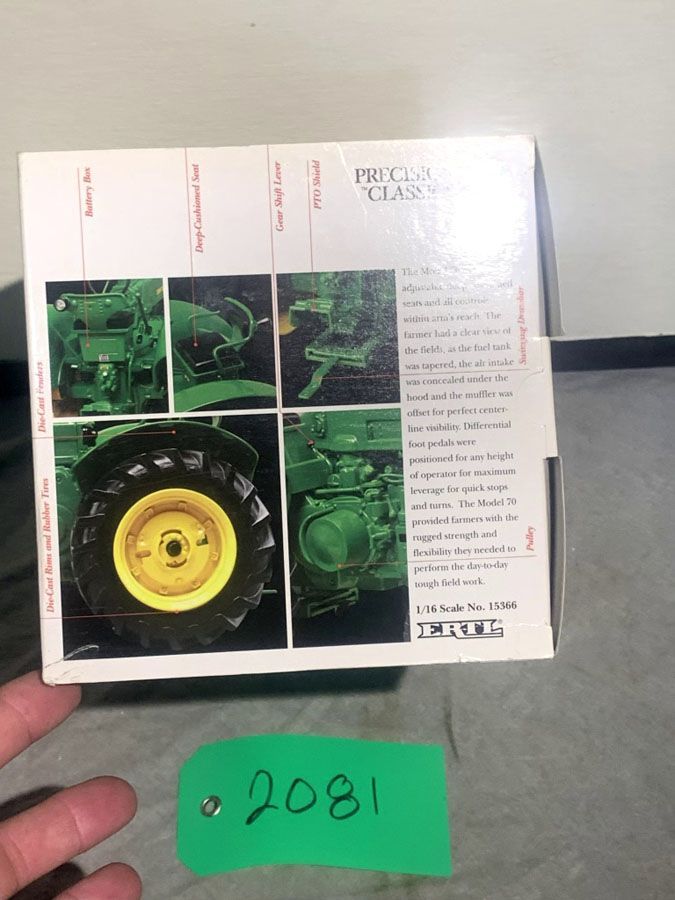 Battery Box
Deep-Cushioned Seat
Gear Shift Lever
PTO Shield
PRECISIO
™CLASS
The Mod
seats and all
within arm's reach. The
farmer had a clear view of
the fields, as the fuel tank
was tapered, the air intake
was concealed under the
hood and the muffler was
offset for perfect center-
line visibility. Differential
foot pedals were
positioned for any height
of operator for maximum
leverage for quick stops
and turns. The Model 70
provided farmers with the
rugged strength and
flexibility they needed to
perform the day-to-day
tough field work.
Swinging Drawbar
Pulley
Die-Cast Fenders
Die-Cast Rims and Rubber Tires
1/16 Scale No. 15366
ERTL
2081